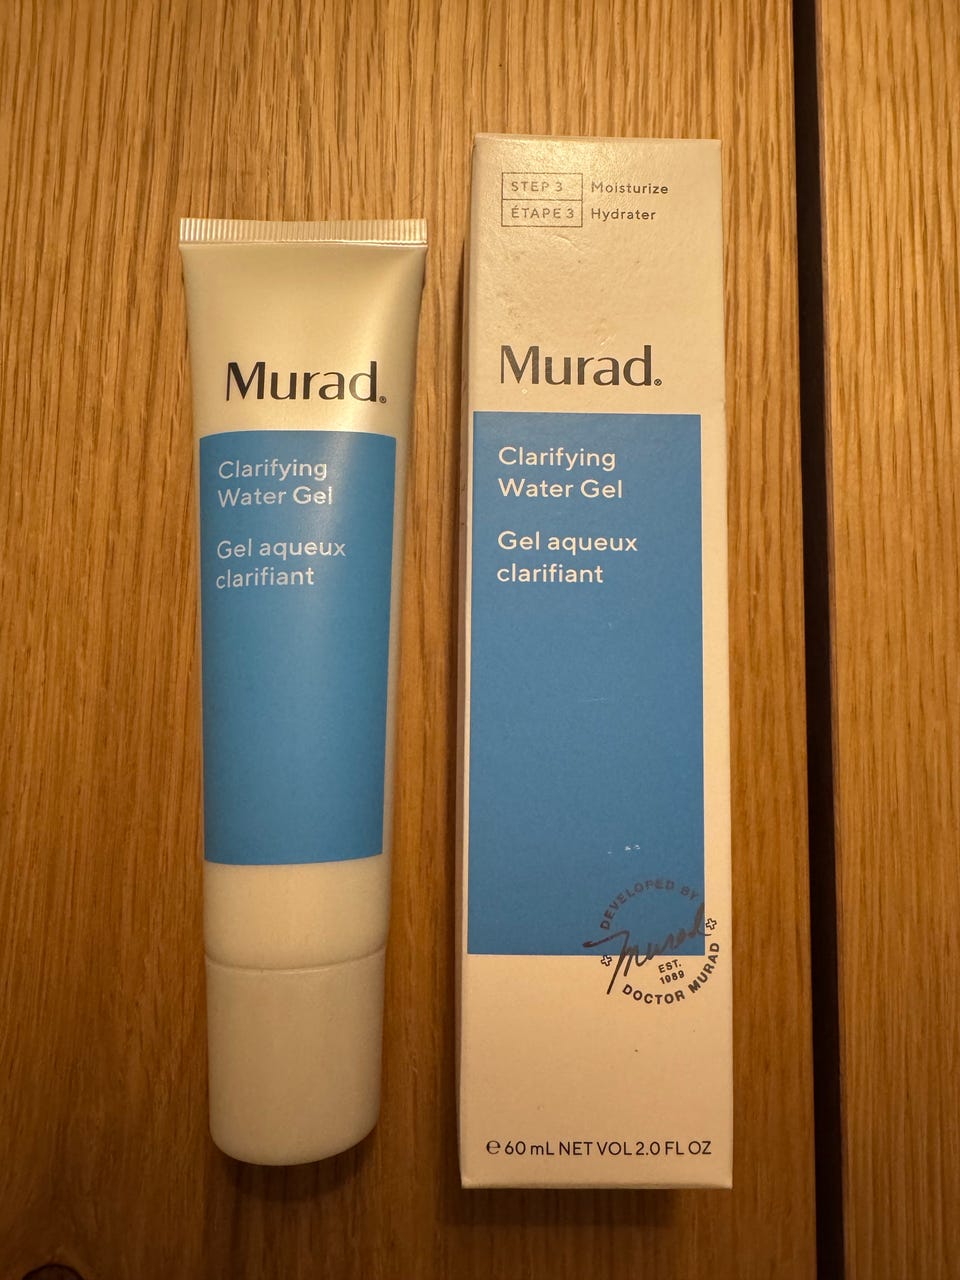 Murad®
Clarifying
Water Gel
Gel aqueux
clarifiant
STEP 3 Moisturize
ÉTAPE 3 Hydrater
Murad®
Clarifying
Water Gel
Gel aqueux
clarifiant
DEVELOPED BY
Murad
EST.
1989
DOCTOR MURAD
℮ 60 mL NET VOL 2.0 FL OZ